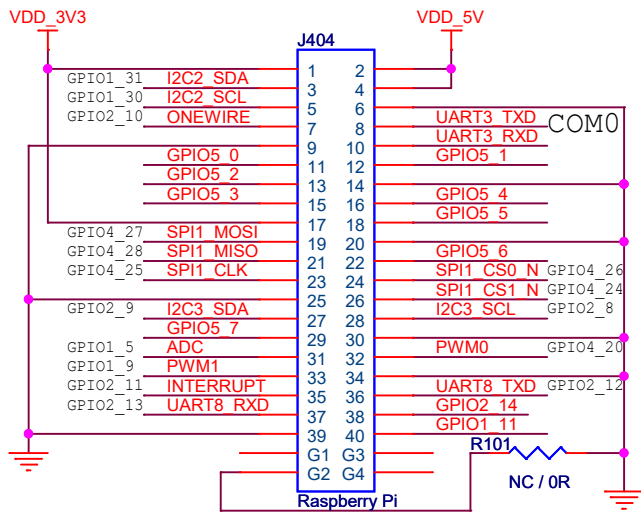 VDD_3V3 VDD_5V
J404
1 2
GPIO1_31 I2C2_SDA 3 4
GPIO1_30 I2C2_SCL 5 6
GPIO2_10 ONEWIRE 7 8 UART3_TXD COM0
9 10 UART3_RXD
GPIO5_0 11 12 GPIO5_1
GPIO5_2 13 14
GPIO5_3 15 16 GPIO5_4
17 18 GPIO5_5
GPIO4_27 SPI1_MOSI 19 20
GPIO4_28 SPI1_MISO 21 22 GPIO5_6
GPIO4_25 SPI1_CLK 23 24 SPI1_CS0_N GPIO4_26
25 26 SPI1_CS1_N GPIO4_24
GPIO2_9 I2C3_SDA 27 28 I2C3_SCL GPIO2_8
GPIO5_7 29 30
GPIO1_5 ADC 31 32 PWM0 GPIO4_20
GPIO1_9 PWM1 33 34
GPIO2_11 INTERRUPT 35 36 UART8_TXD GPIO2_12
GPIO2_13 UART8_RXD 37 38 GPIO2_14
39 40 GPIO1_11
G1 G3 R101
G2 G4
NC / 0R
Raspberry Pi